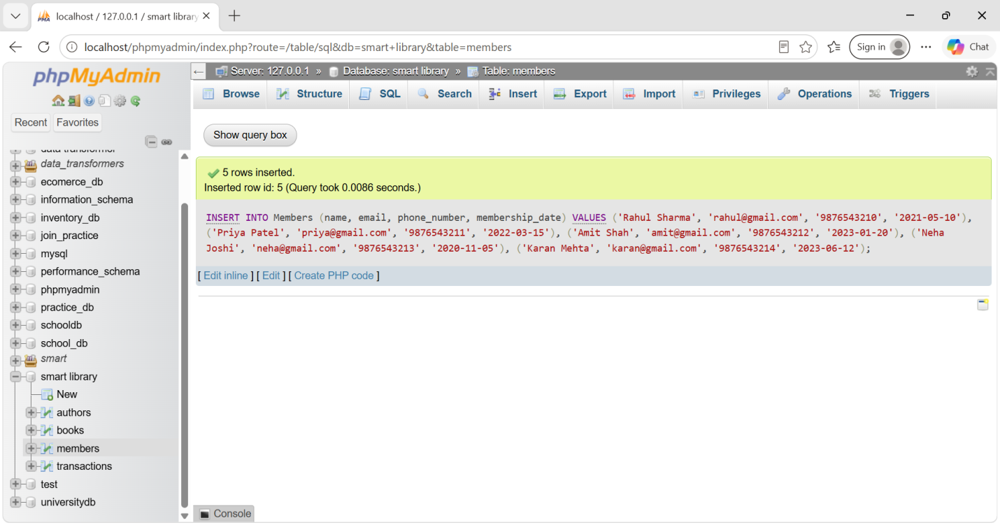 localhost / 127.0.0.1 / smart library
localhost/phpmyadmin/index.php?route=/table/sql&db=smart+library&table=members
Sign in
Chat
phpMyAdmin
Recent
Favorites
data transformer
data_transformers
ecomerce_db
information_schema
inventory_db
join_practice
mysql
performance_schema
phpmyadmin
practice_db
schooldb
school_db
smart
smart library
New
authors
books
members
transactions
test
universitydb
Server: 127.0.0.1 » Database: smart library » Table: members
Browse Structure SQL Search Insert Export Import Privileges Operations Triggers
Show query box
5 rows inserted.
Inserted row id: 5 (Query took 0.0086 seconds.)
INSERT INTO Members (name, email, phone_number, membership_date) VALUES ('Rahul Sharma', 'rahul@gmail.com', '9876543210', '2021-05-10'),
('Priya Patel', 'priya@gmail.com', '9876543211', '2022-03-15'), ('Amit Shah', 'amit@gmail.com', '9876543212', '2023-01-20'), ('Neha
Joshi', 'neha@gmail.com', '9876543213', '2020-11-05'), ('Karan Mehta', 'karan@gmail.com', '9876543214', '2023-06-12');
[ Edit inline ] [ Edit ] [ Create PHP code ]
Console